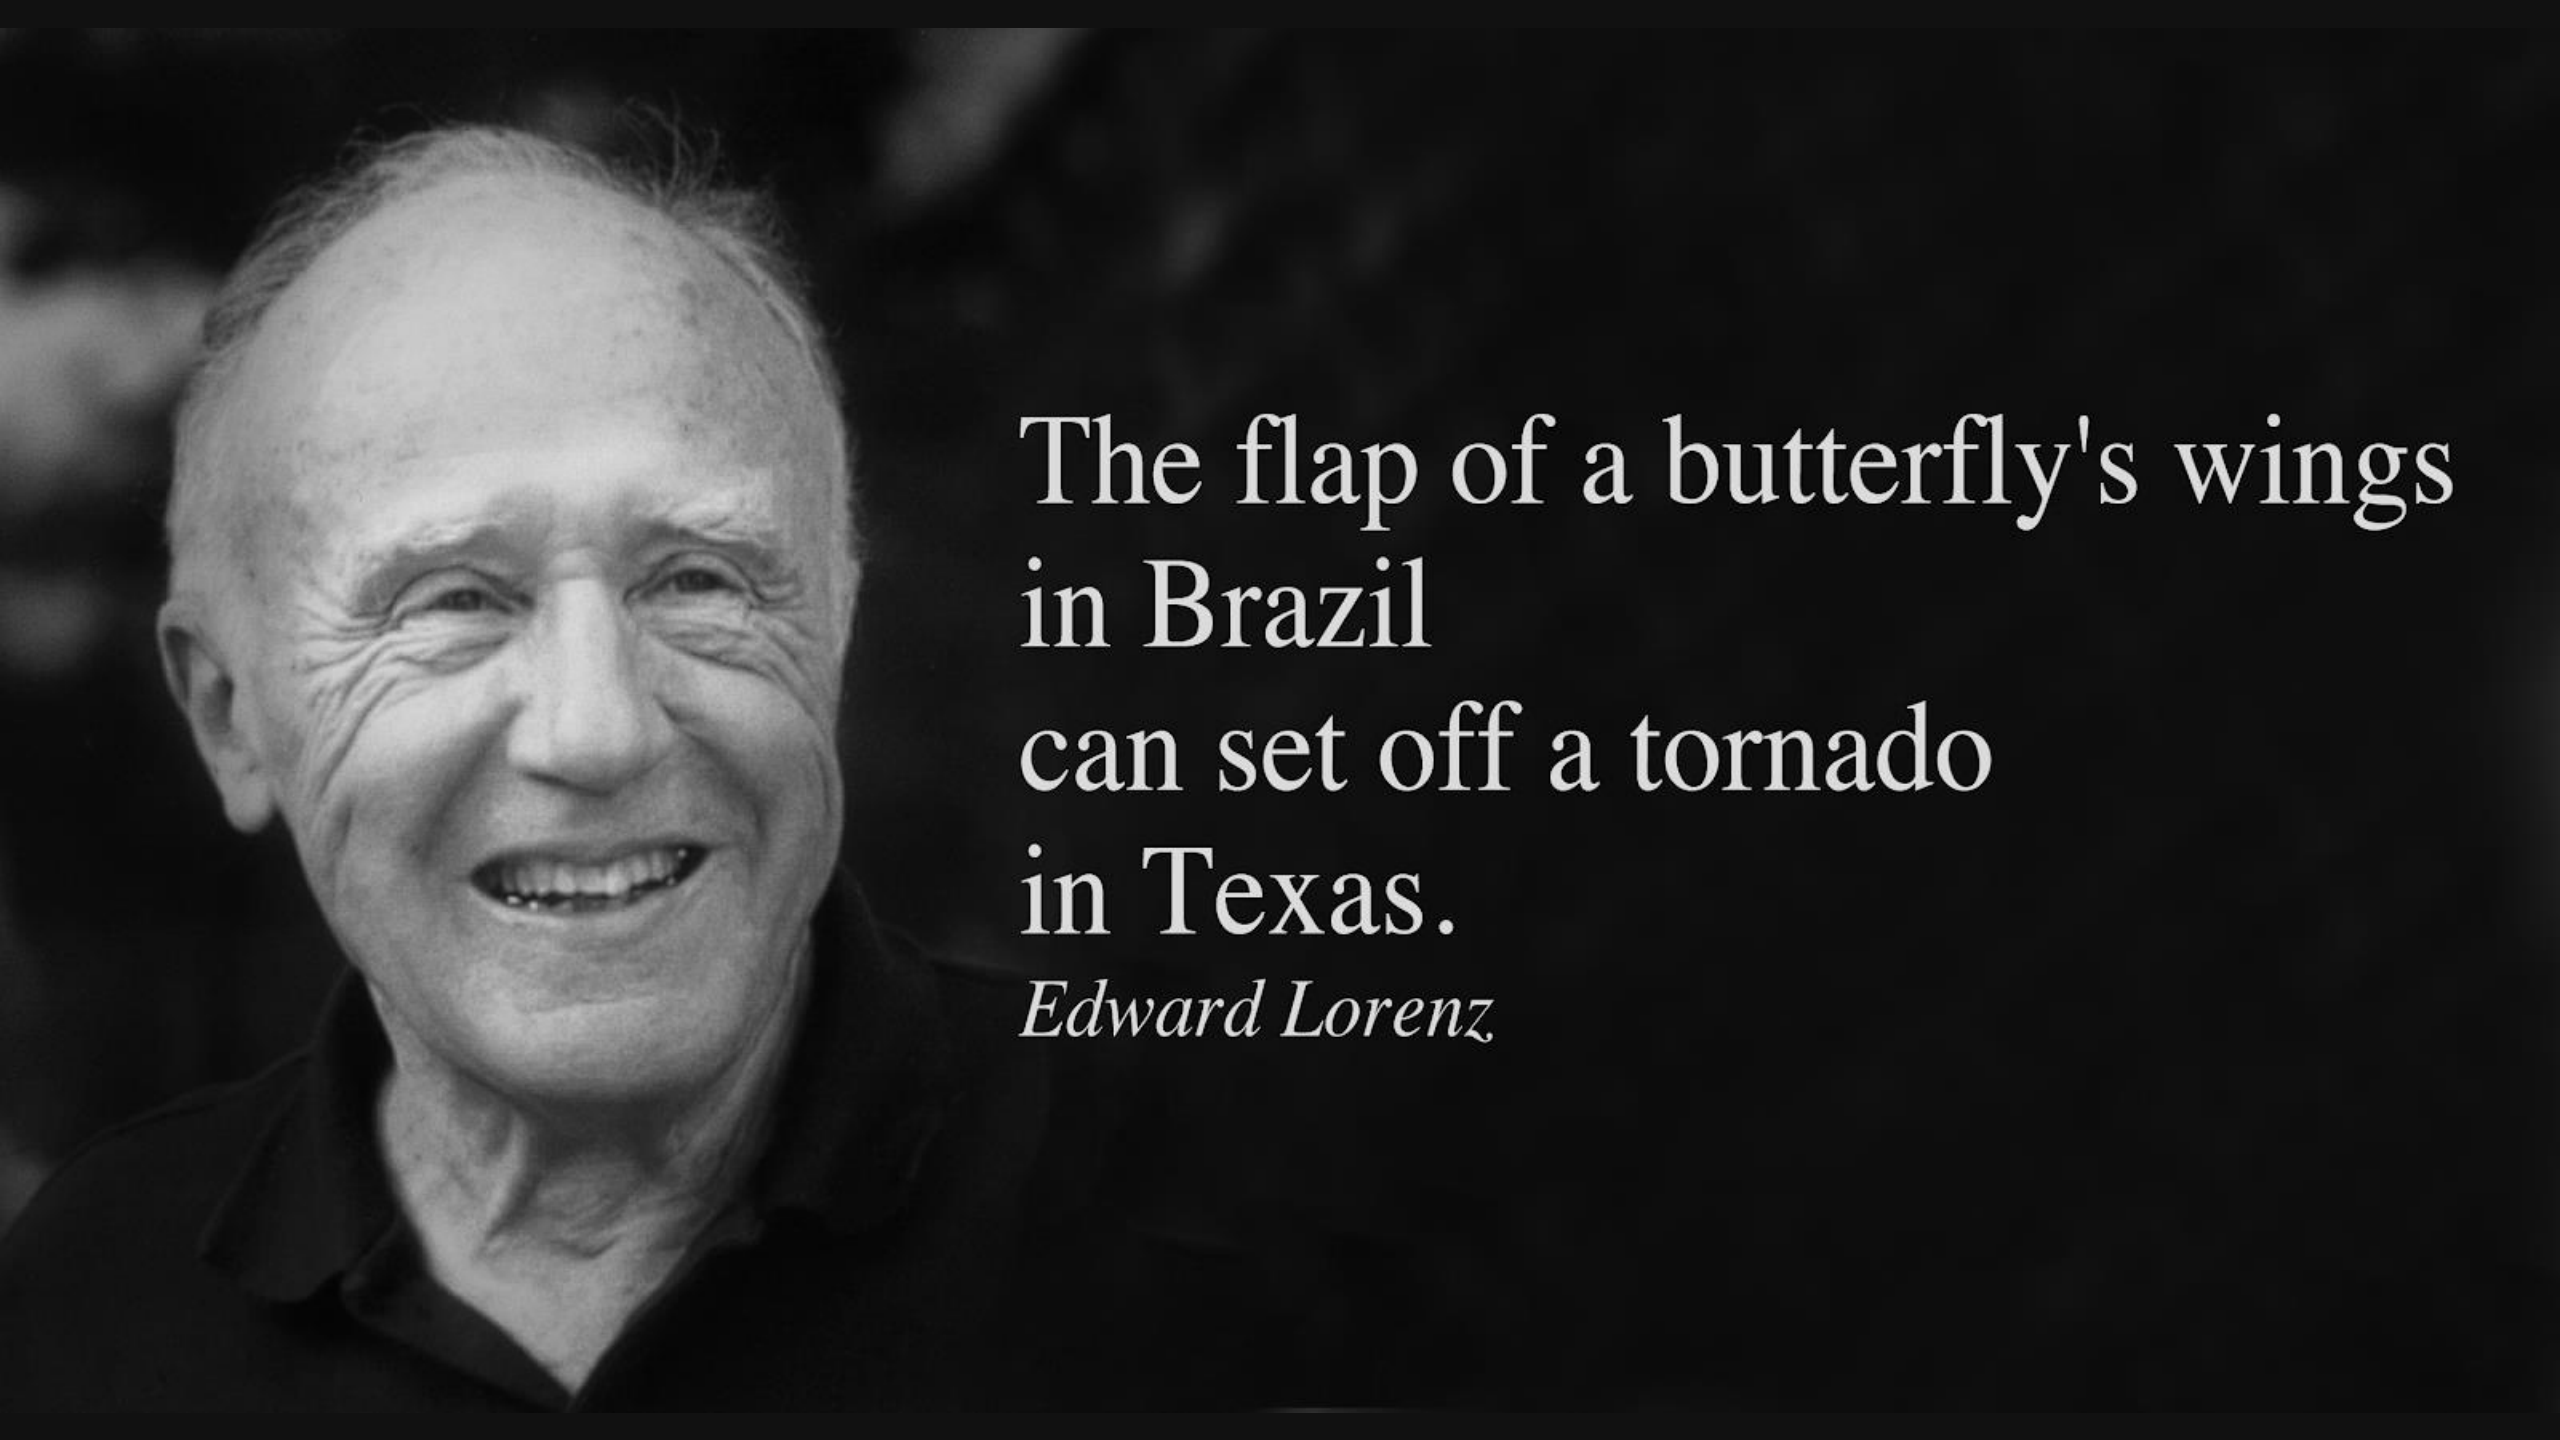 The flap of a butterfly's wings
in Brazil
can set off a tornado
in Texas.
Edward Lorenz